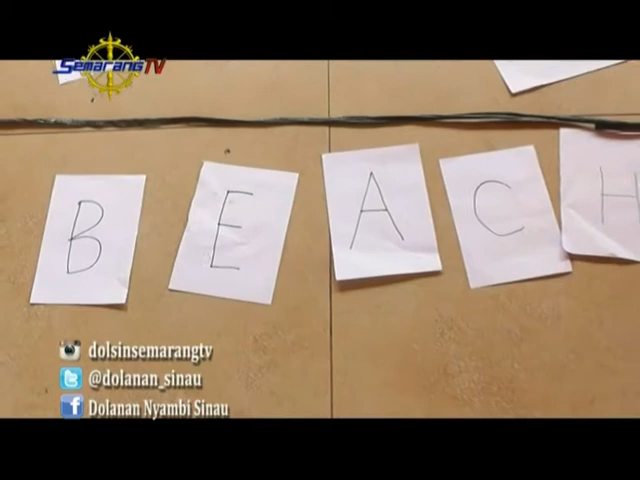 SemarangTV
B E A C H
dolsinsemarangtv
@dolanan_sinau
Dolanan Nyambi Sinau